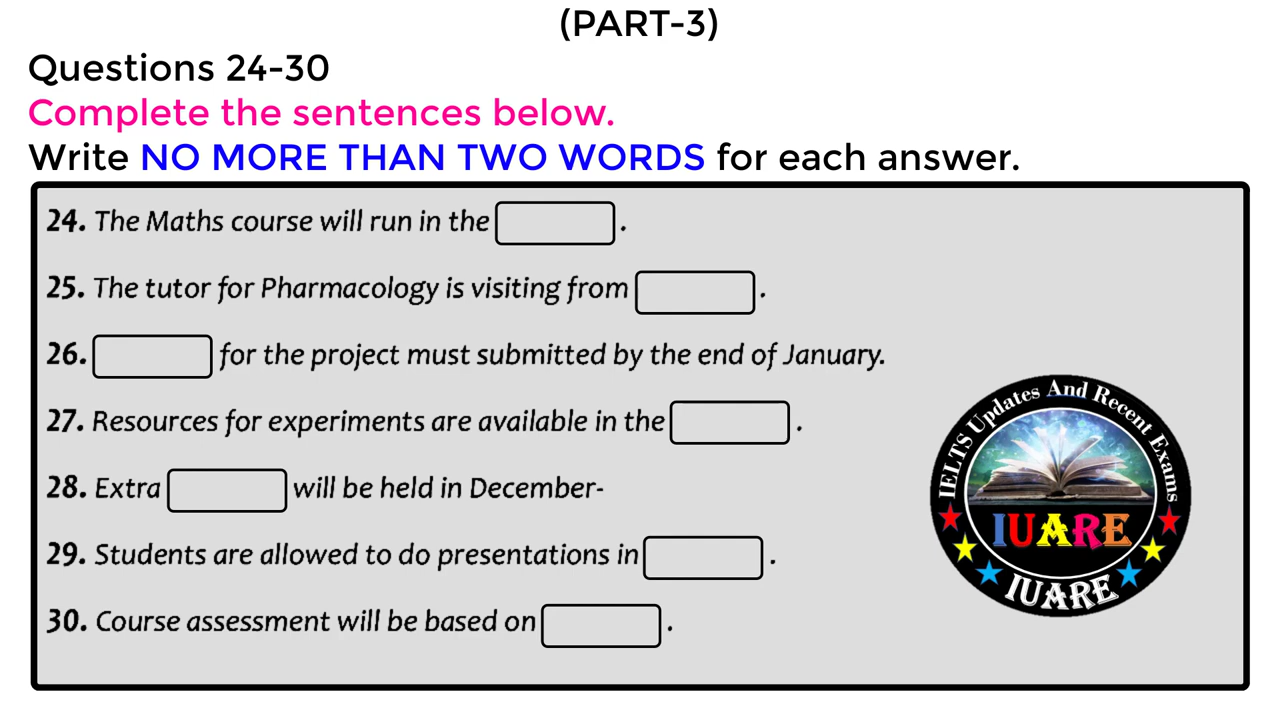 (PART-3)
Questions 24-30
Complete the sentences below.
Write NO MORE THAN TWO WORDS for each answer.
24. The Maths course will run in the .
25. The tutor for Pharmacology is visiting from .
26. for the project must submitted by the end of January.
27. Resources for experiments are available in the .
28. Extra will be held in December-
29. Students are allowed to do presentations in .
30. Course assessment will be based on .
IELTS Updates And Recent Exams
IUARE
IUARE